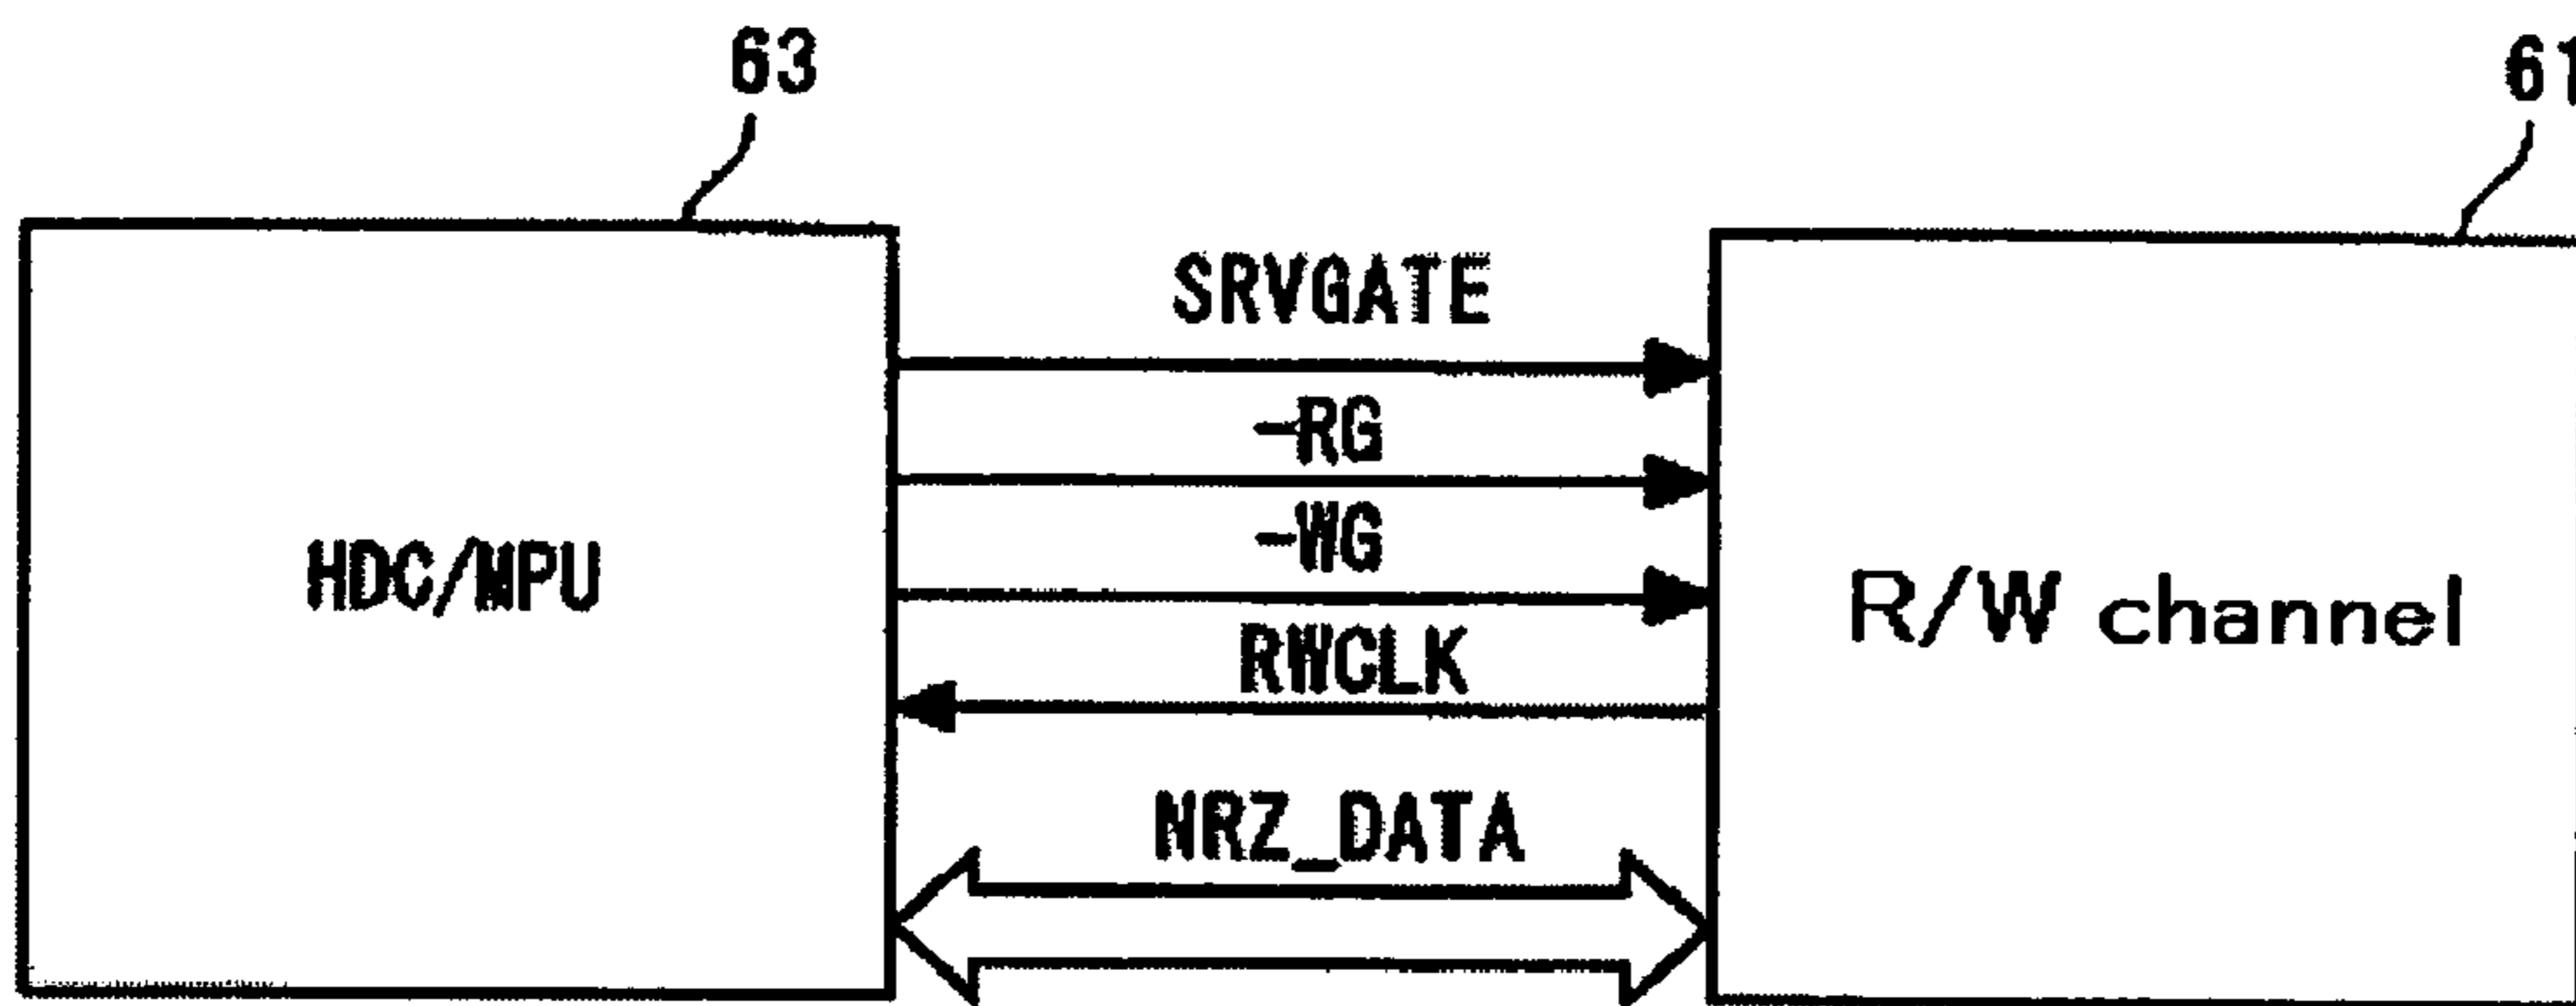 63
61
SRVGATE
-RG
-WG
HDC/MPU
R/W channel
RWCLK
NRZ_DATA